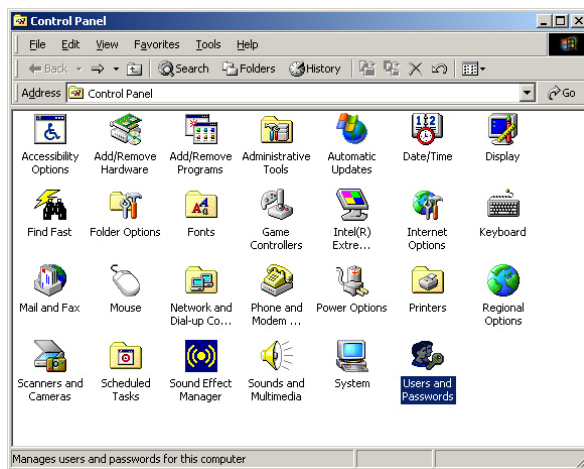 Control Panel
File Edit View Favorites Tools Help
Back Search Folders History
Address Control Panel Go
Accessibility Options
Add/Remove Hardware
Add/Remove Programs
Administrative Tools
Automatic Updates
Date/Time
Display
Find Fast
Folder Options
Fonts
Game Controllers
Intel(R) Extre...
Internet Options
Keyboard
Mail and Fax
Mouse
Network and Dial-up Co...
Phone and Modem ...
Power Options
Printers
Regional Options
Scanners and Cameras
Scheduled Tasks
Sound Effect Manager
Sounds and Multimedia
System
Users and Passwords
Manages users and passwords for this computer